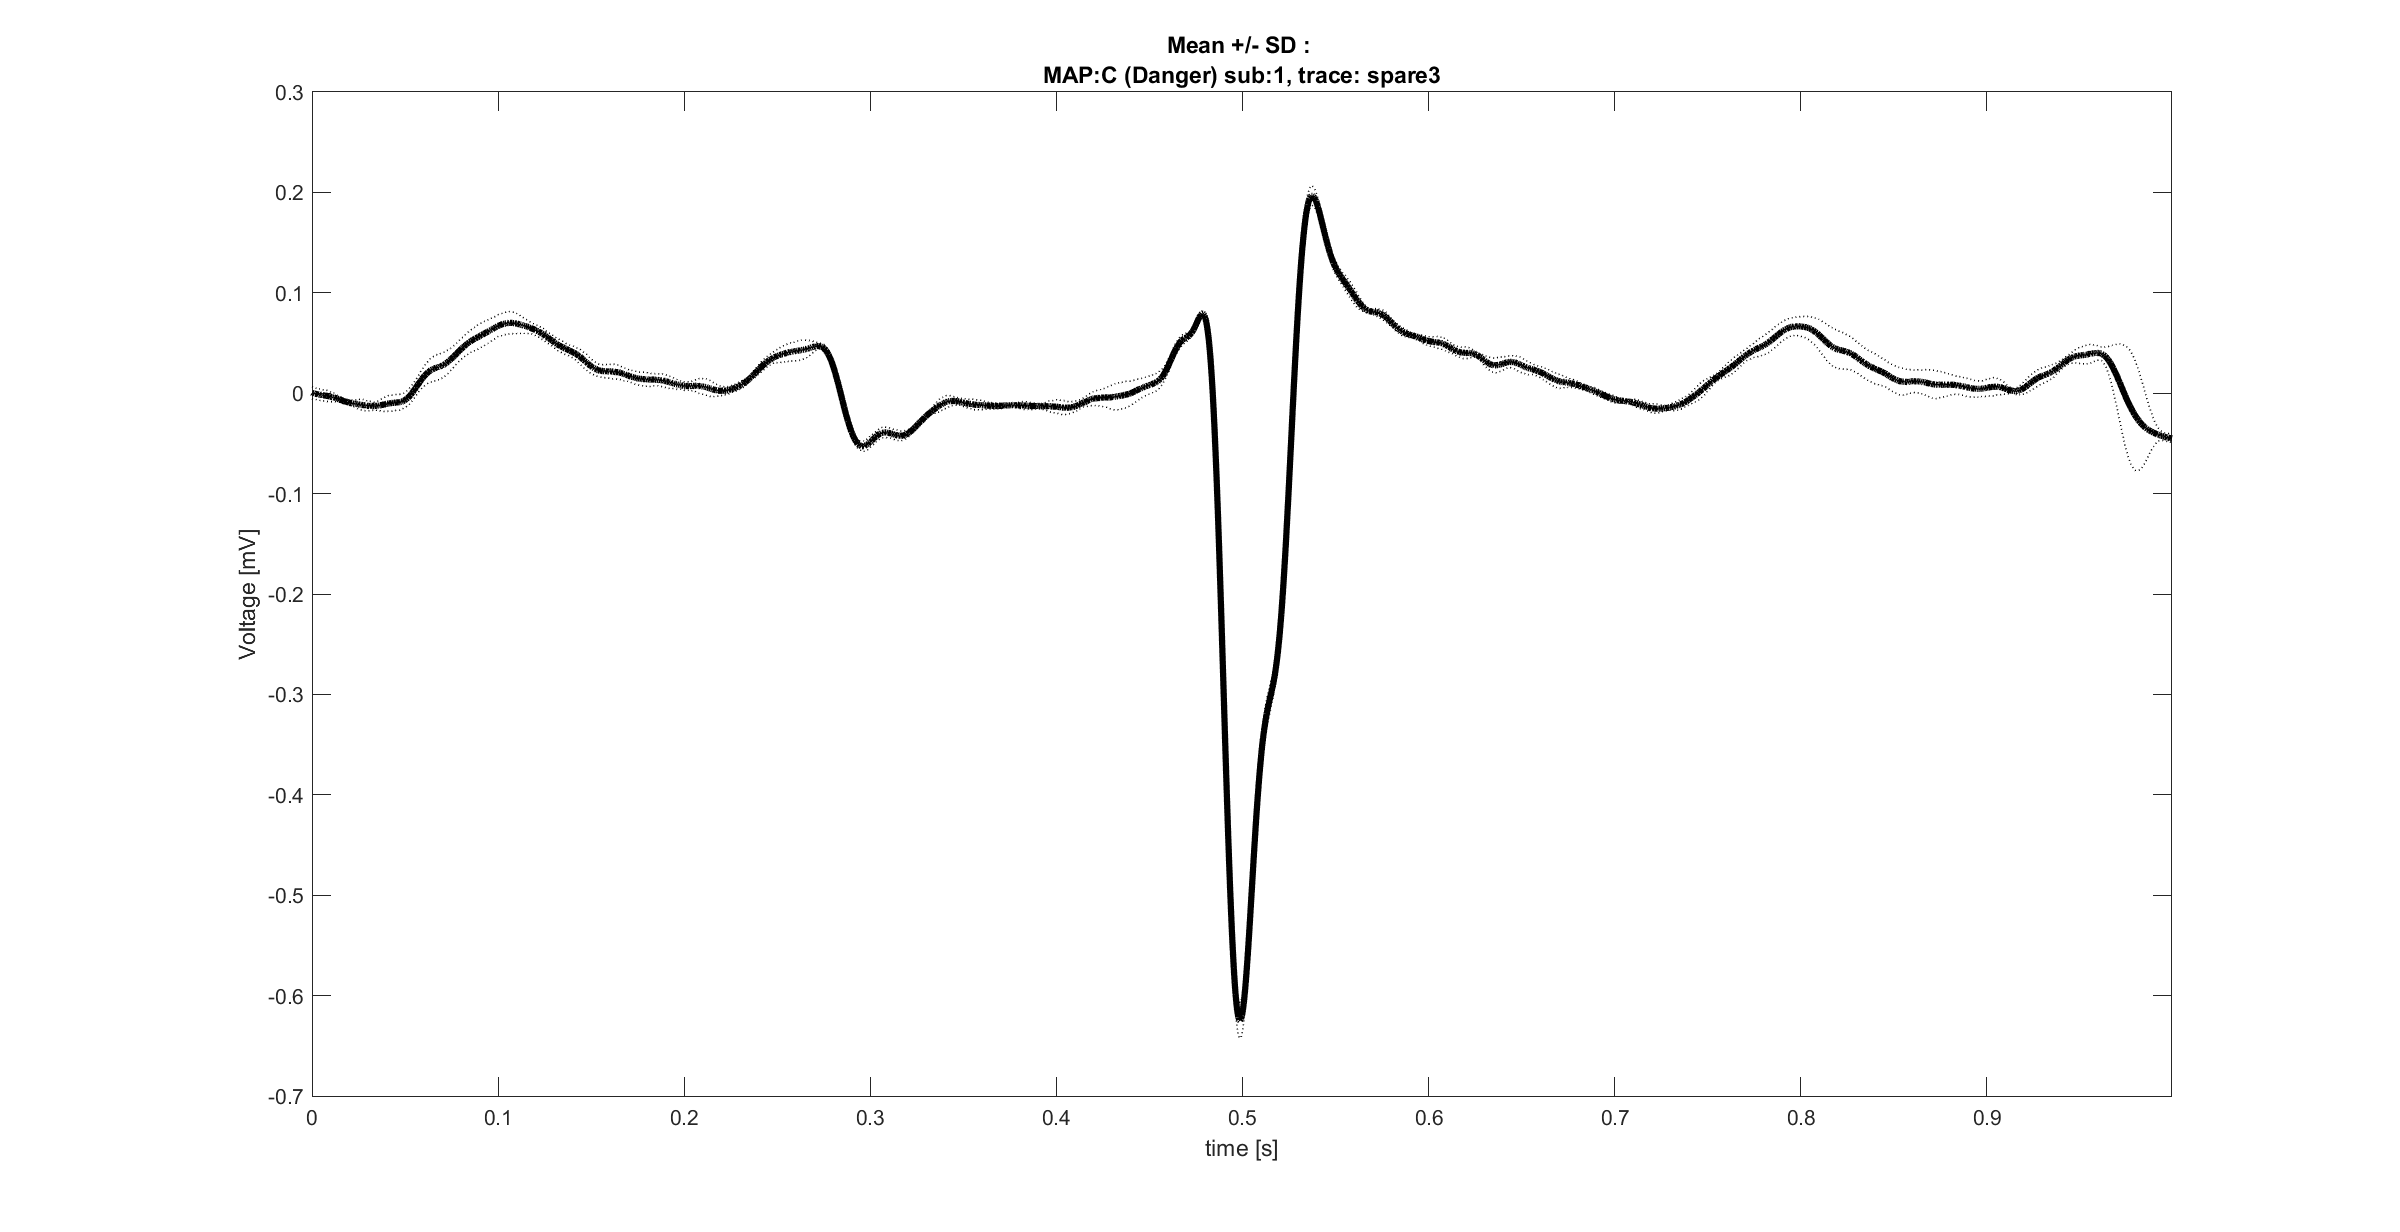 Mean +/- SD :
MAP:C (Danger) sub:1, trace: spare3
0.3
0.2
0.1
0
-0.1
-0.2
-0.3
-0.4
-0.5
-0.6
-0.7
Voltage [mV]
0 0.1 0.2 0.3 0.4 0.5 0.6 0.7 0.8 0.9
time [s]